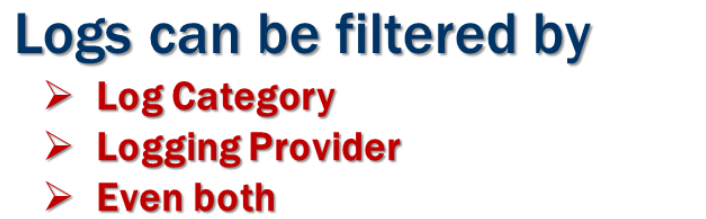 Logs can be filtered by
Log Category
Logging Provider
Even both